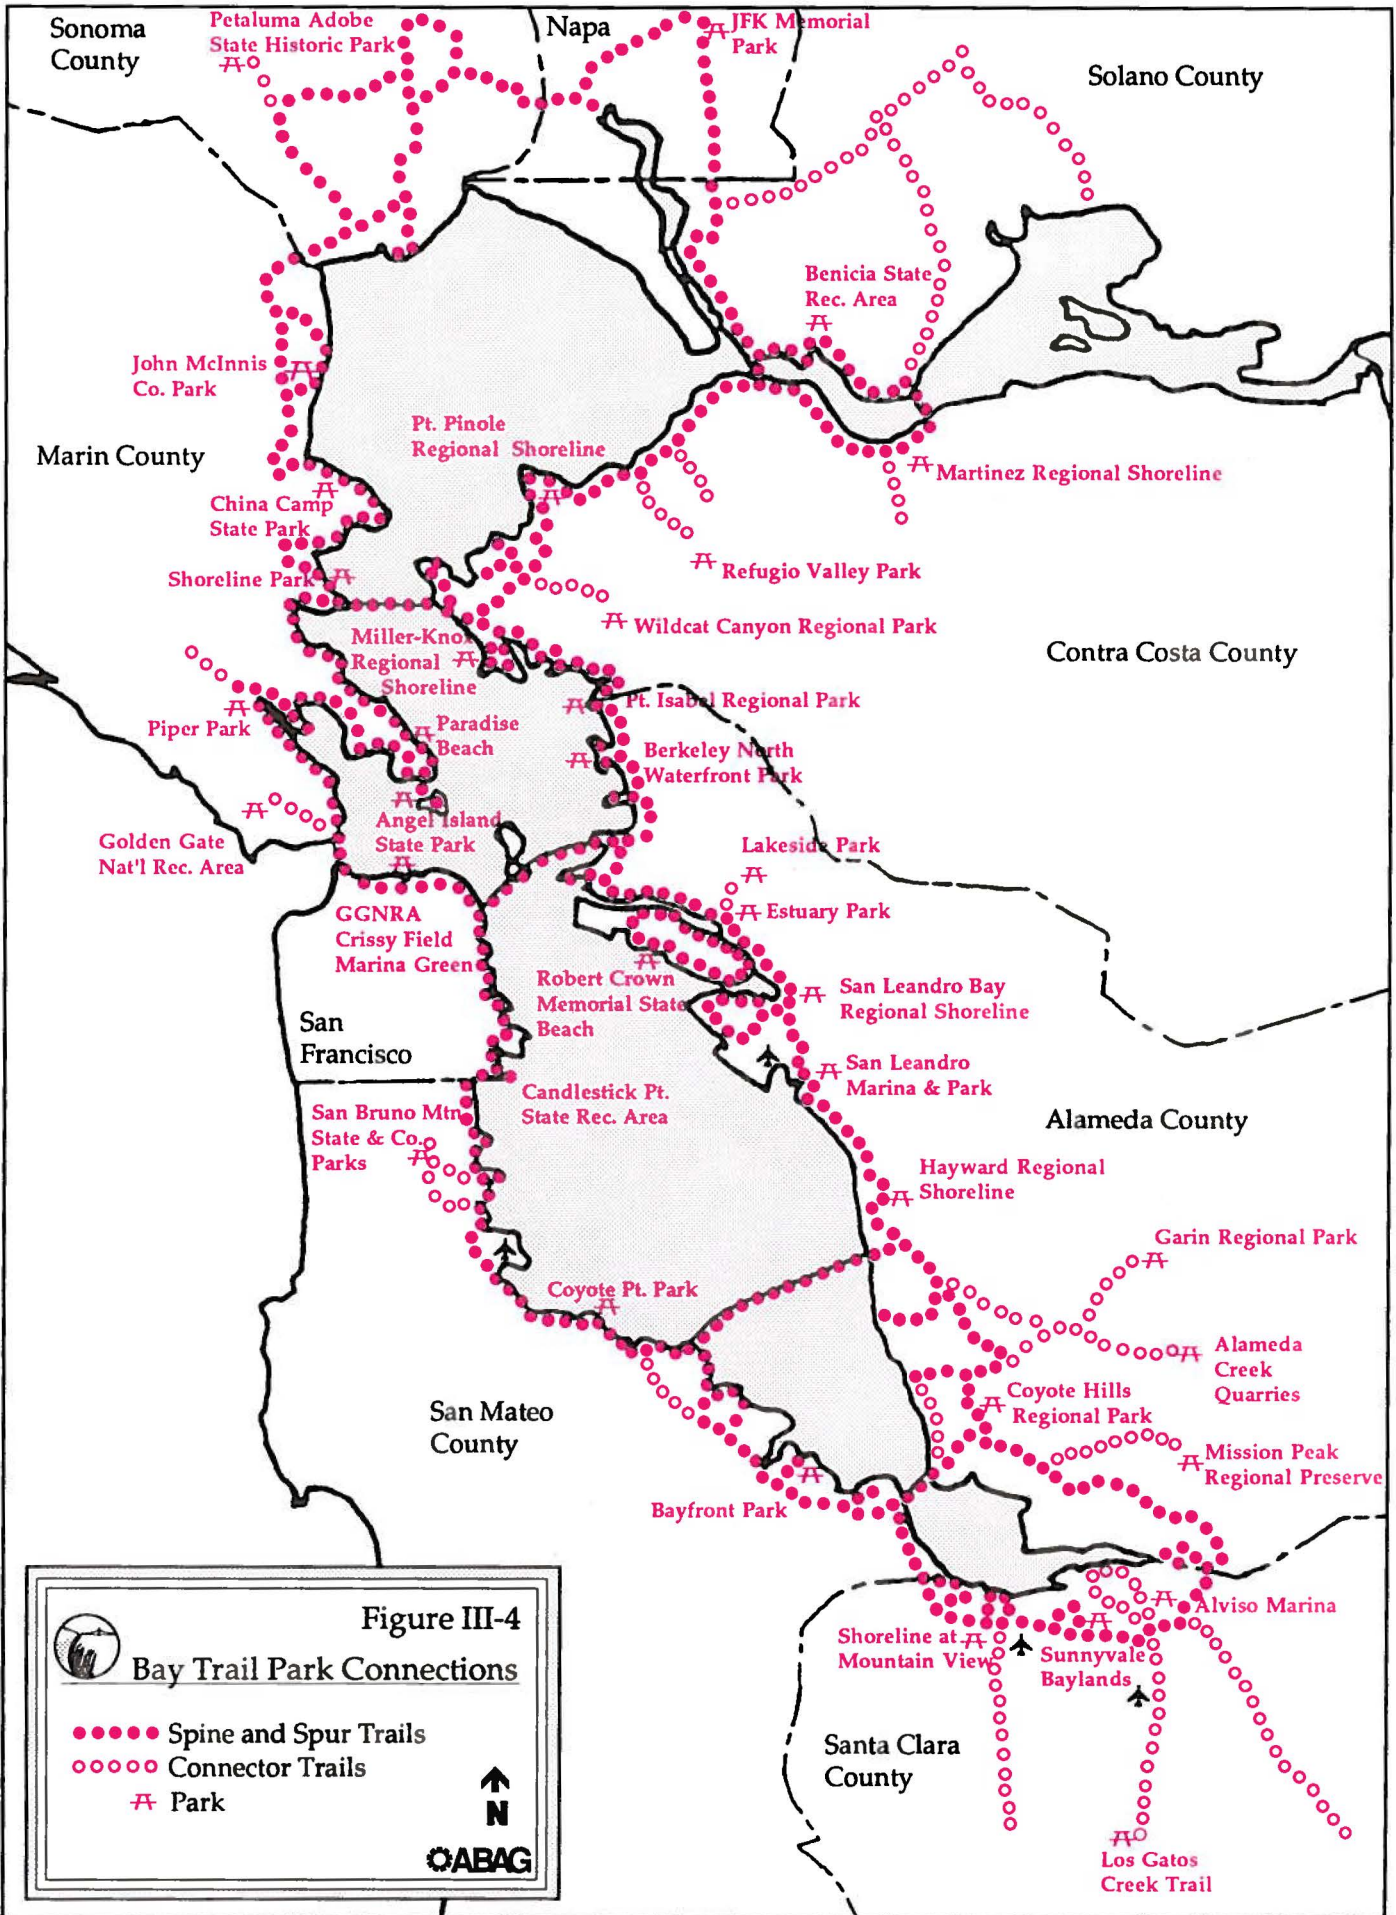 Sonoma
County
Petaluma Adobe
State Historic Park
Napa
JFK Memorial
Park
Solano County
Benicia State
Rec. Area
John McInnis
Co. Park
Pt. Pinole
Regional Shoreline
Marin County
Martinez Regional Shoreline
China Camp
State Park
Shoreline Park
Refugio Valley Park
Wildcat Canyon Regional Park
Miller-Knox
Regional
Shoreline
Contra Costa County
Pt. Isabel Regional Park
Piper Park
Paradise
Beach
Berkeley North
Waterfront Park
Angel Island
State Park
Golden Gate
Nat'l Rec. Area
Lakeside Park
Estuary Park
GGNRA
Crissy Field
Marina Green
Robert Crown
Memorial State
Beach
San Leandro Bay
Regional Shoreline
San
Francisco
San Leandro
Marina & Park
Candlestick Pt.
State Rec. Area
San Bruno Mtn
State & Co.
Parks
Alameda County
Hayward Regional
Shoreline
Garin Regional Park
Coyote Pt. Park
Alameda
Creek
Quarries
Coyote Hills
Regional Park
San Mateo
County
Mission Peak
Regional Preserve
Bayfront Park
Alviso Marina
Shoreline at
Mountain View
Sunnyvale
Baylands
Santa Clara
County
Los Gatos
Creek Trail
Figure III-4
Bay Trail Park Connections
Spine and Spur Trails
Connector Trails
Park
N
ABAG